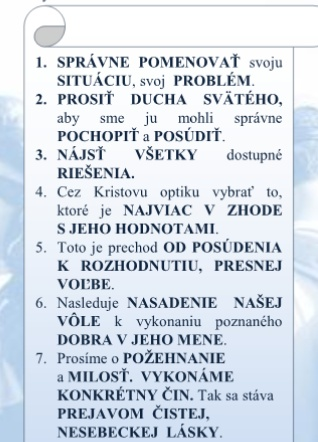 1. SPRÁVNE POMENOVAŤ svoju
SITUÁCIU, svoj PROBLÉM.
2. PROSIŤ DUCHA SVÄTÉHO,
aby sme ju mohli správne
POCHOPIŤ a POSÚDIŤ.
3. NÁJSŤ VŠETKY dostupné
RIEŠENIA.
4. Cez Kristovu optiku vybrať to,
ktoré je NAJVIAC V ZHODE
S JEHO HODNOTAMI.
5. Toto je prechod OD POSÚDENIA
K ROZHODNUTIU, PRESNEJ
VOĽBE.
6. Nasleduje NASADENIE NAŠEJ
VÔLE k vykonaniu poznaného
DOBRA V JEHO MENE.
7. Prosíme o POŽEHNANIE
a MILOSŤ. VYKONÁME
KONKRÉTNY ČIN. Tak sa stáva
PREJAVOM ČISTEJ,
NESEBECKEJ LÁSKY.